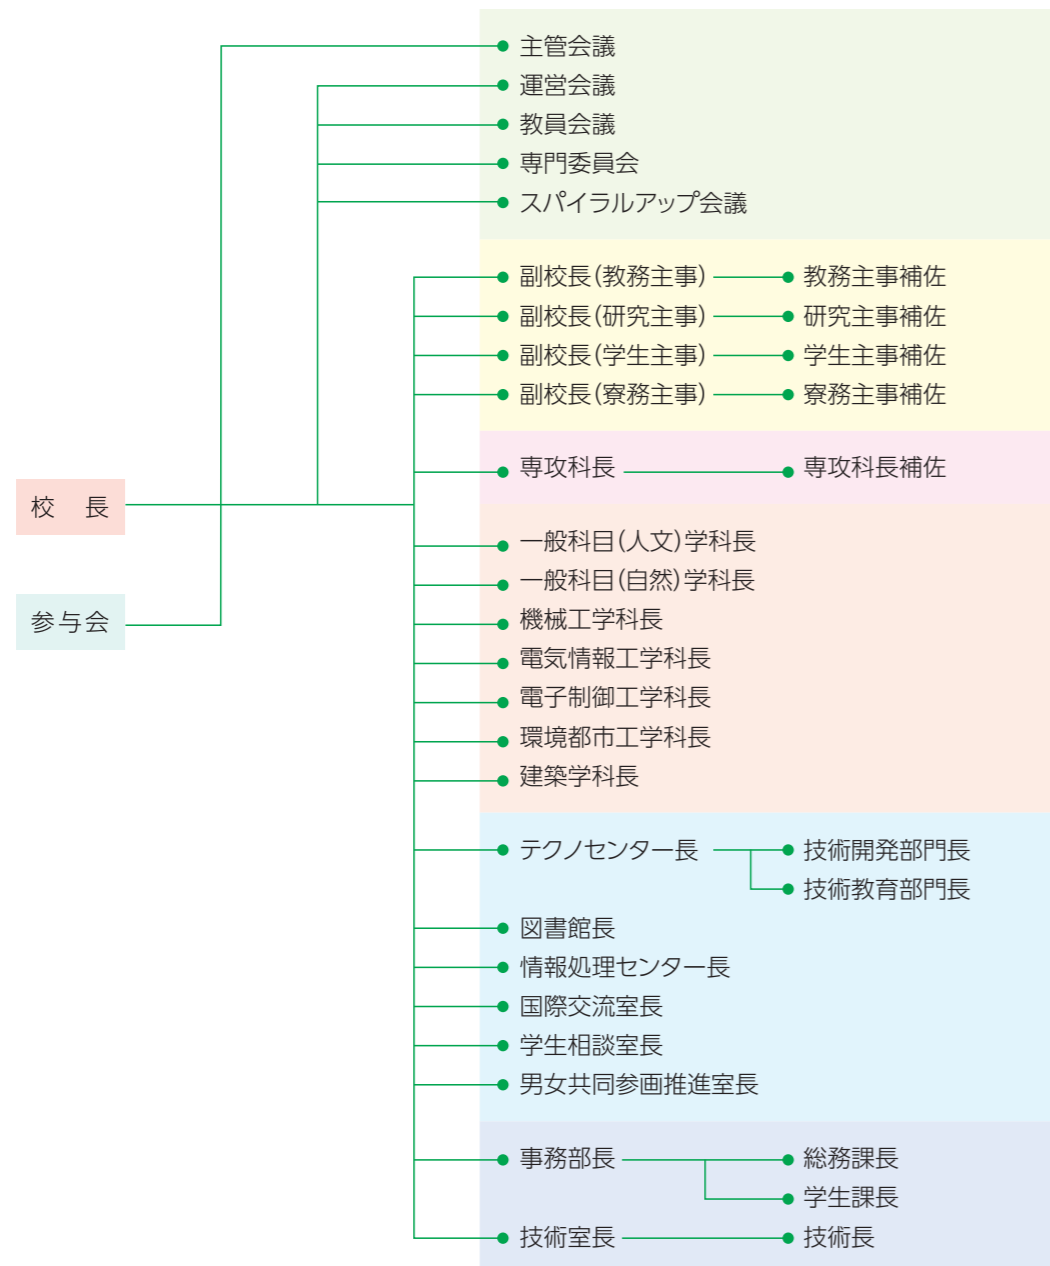 校　長
参与会
主管会議
運営会議
教員会議
専門委員会
スパイラルアップ会議
副校長(教務主事) 教務主事補佐
副校長(研究主事) 研究主事補佐
副校長(学生主事) 学生主事補佐
副校長(寮務主事) 寮務主事補佐
専攻科長 専攻科長補佐
一般科目(人文)学科長
一般科目(自然)学科長
機械工学科長
電気情報工学科長
電子制御工学科長
環境都市工学科長
建築学科長
テクノセンター長 技術開発部門長
技術教育部門長
図書館長
情報処理センター長
国際交流室長
学生相談室長
男女共同参画推進室長
事務部長 総務課長
学生課長
技術室長 技術長